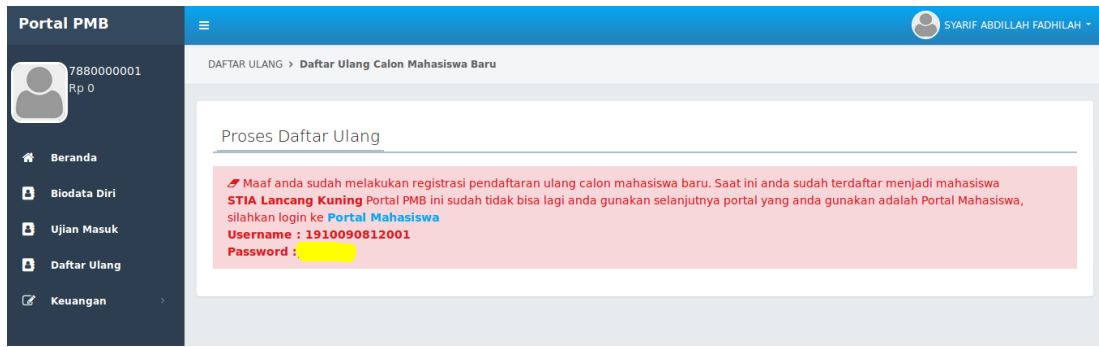 Portal PMB
SYARIF ABDILLAH FADHILAH
7880000001
Rp 0
DAFTAR ULANG > Daftar Ulang Calon Mahasiswa Baru
Beranda
Biodata Diri
Ujian Masuk
Daftar Ulang
Keuangan
Proses Daftar Ulang
Maaf anda sudah melakukan registrasi pendaftaran ulang calon mahasiswa baru. Saat ini anda sudah terdaftar menjadi mahasiswa
STIA Lancang Kuning Portal PMB ini sudah tidak bisa lagi anda gunakan selanjutnya portal yang anda gunakan adalah Portal Mahasiswa,
silahkan login ke Portal Mahasiswa
Username : 1910090812001
Password :